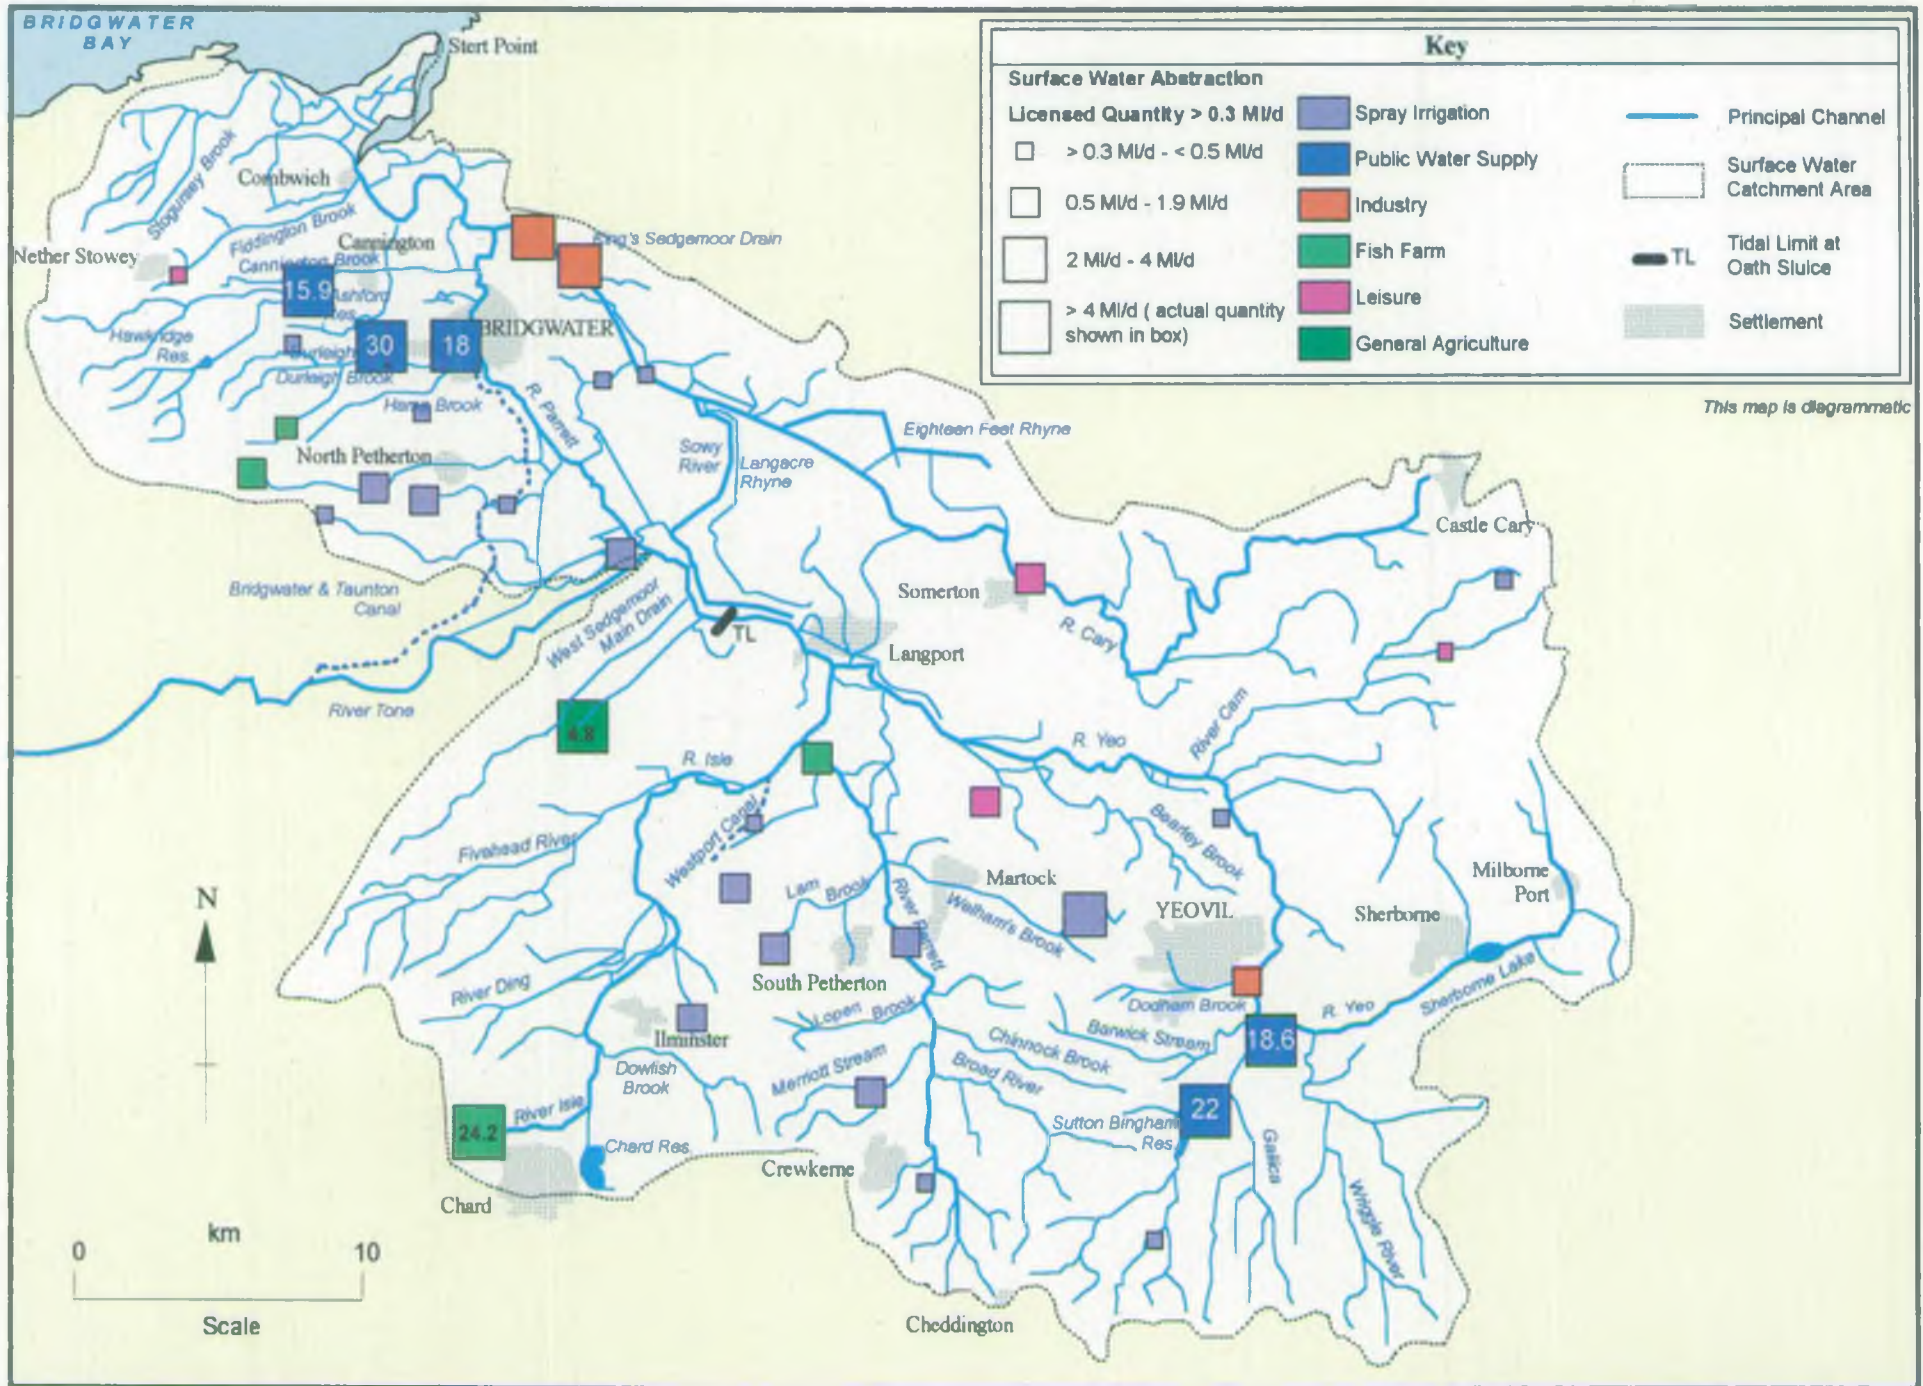 BRIDGWATER
BAY
Stert Point
Key
Surface Water Abstraction
Licensed Quantity > 0.3 Ml/d
> 0.3 Ml/d - < 0.5 Ml/d
0.5 Ml/d - 1.9 Ml/d
2 Ml/d - 4 Ml/d
> 4 Ml/d ( actual quantity
shown in box)
Spray Irrigation
Public Water Supply
Industry
Fish Farm
Leisure
General Agriculture
Principal Channel
Surface Water
Catchment Area
TL
Tidal Limit at
Oath Sluice
Settlement
This map is diagrammatic
Stogursey Brook
Combwich
Fiddington Brook
Cannington
Cannington Brook
Nether Stowey
King's Sedgemoor Drain
15.9
Ashford
Res.
Hawkridge
Res.
Durleigh
30
18
BRIDGWATER
Durleigh Brook
Hamp Brook
R. Parrett
North Petherton
Sowy
River
Langacre
Rhyne
Eighteen Feet Rhyne
Castle Cary
Bridgwater & Taunton
Canal
West Sedgemoor
Main Drain
TL
Somerton
R. Cary
Langport
River Tone
4.8
R. Isle
R. Yeo
River Cam
Westport Canal
Fivehead River
Bearley Brook
Lam
Brook
River Parrett
Martock
Welham's Brook
YEOVIL
Sherborne
Milborne
Port
N
River Ding
South Petherton
Lopen Brook
Dodham Brook
R. Yeo
Sherborne Lake
Ilminster
Barwick Stream
18.6
Chinnock Brook
Merriott Stream
Broad River
Dowlish
Brook
River Isle
24.2
22
Sutton Bingham
Res.
Chard Res.
Crewkerne
Gallica
Wriggle River
Chard
km
0
10
Scale
Cheddington